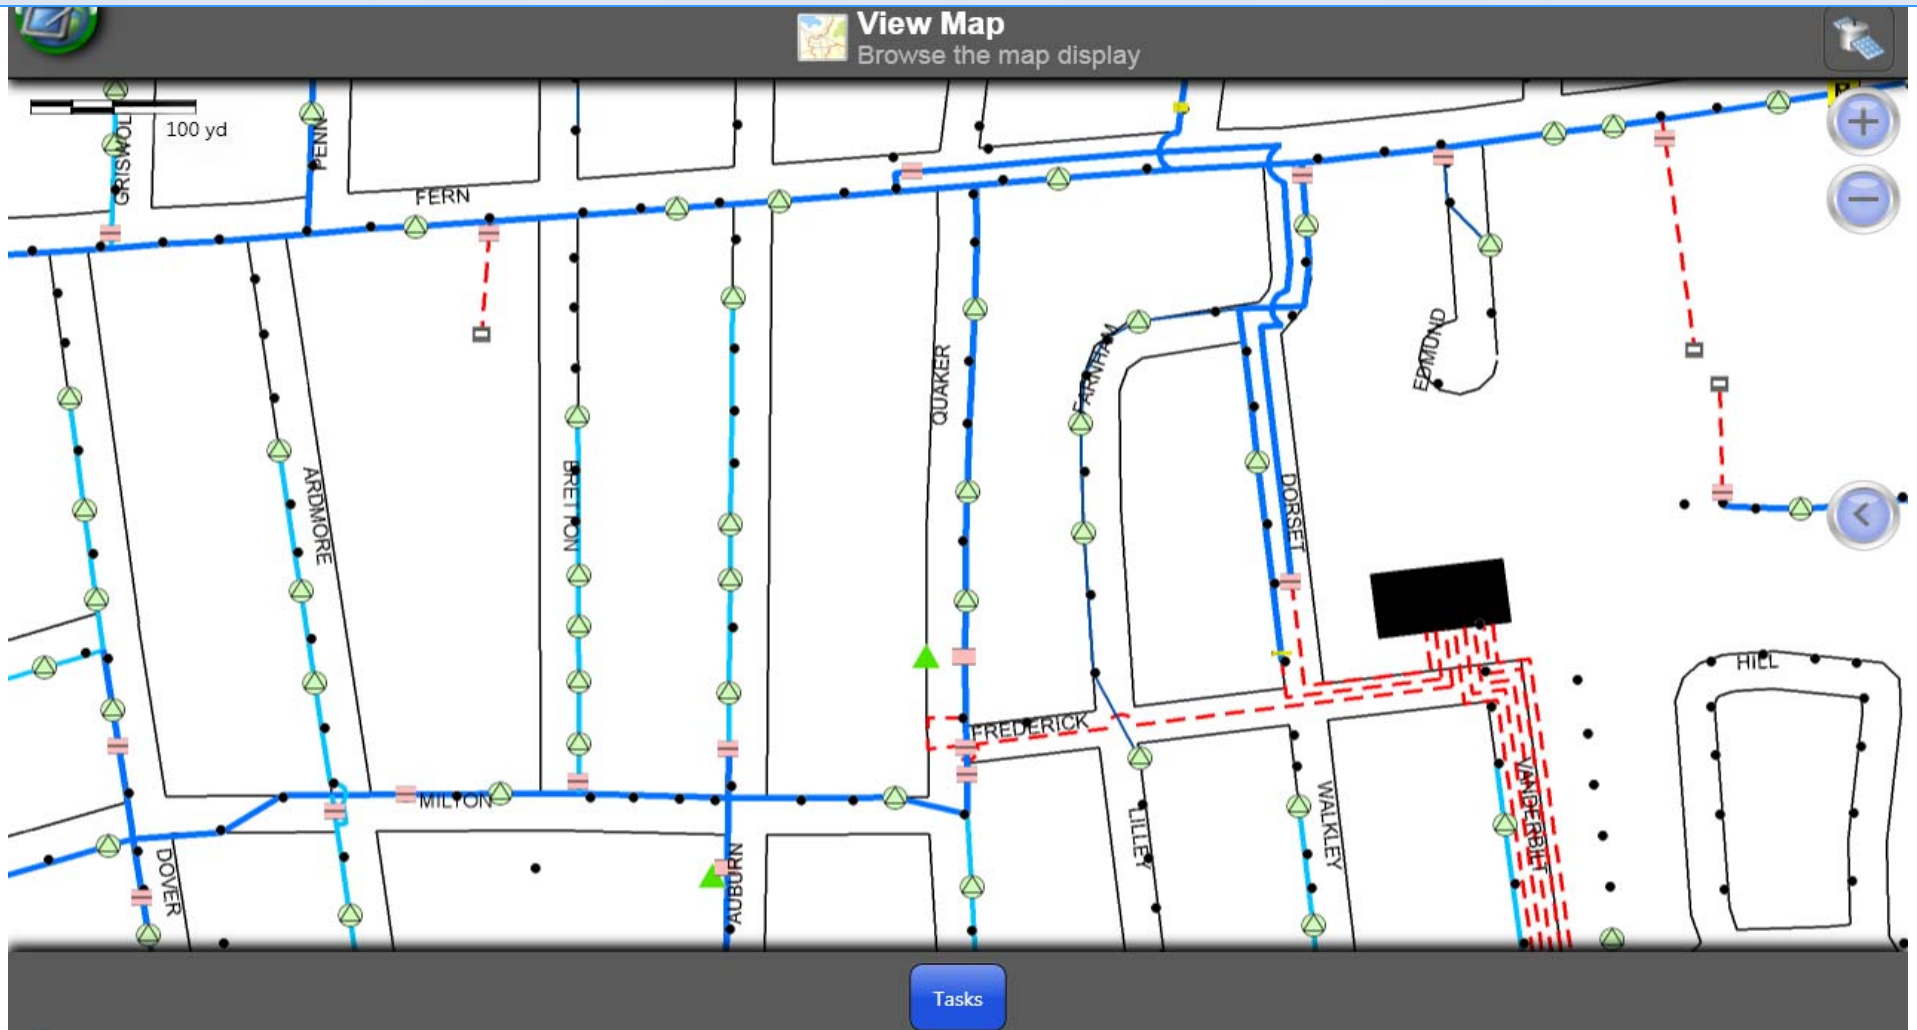 View Map
Browse the map display
100 yd
PENN
FERN
QUAKER
FARNHAM
EDMUND
ARDMORE
BRETTON
DORSET
HILL
FREDERICK
MILTON
DOVER
AUBURN
LILLEY
WALKLEY
VANDERBILT
Tasks